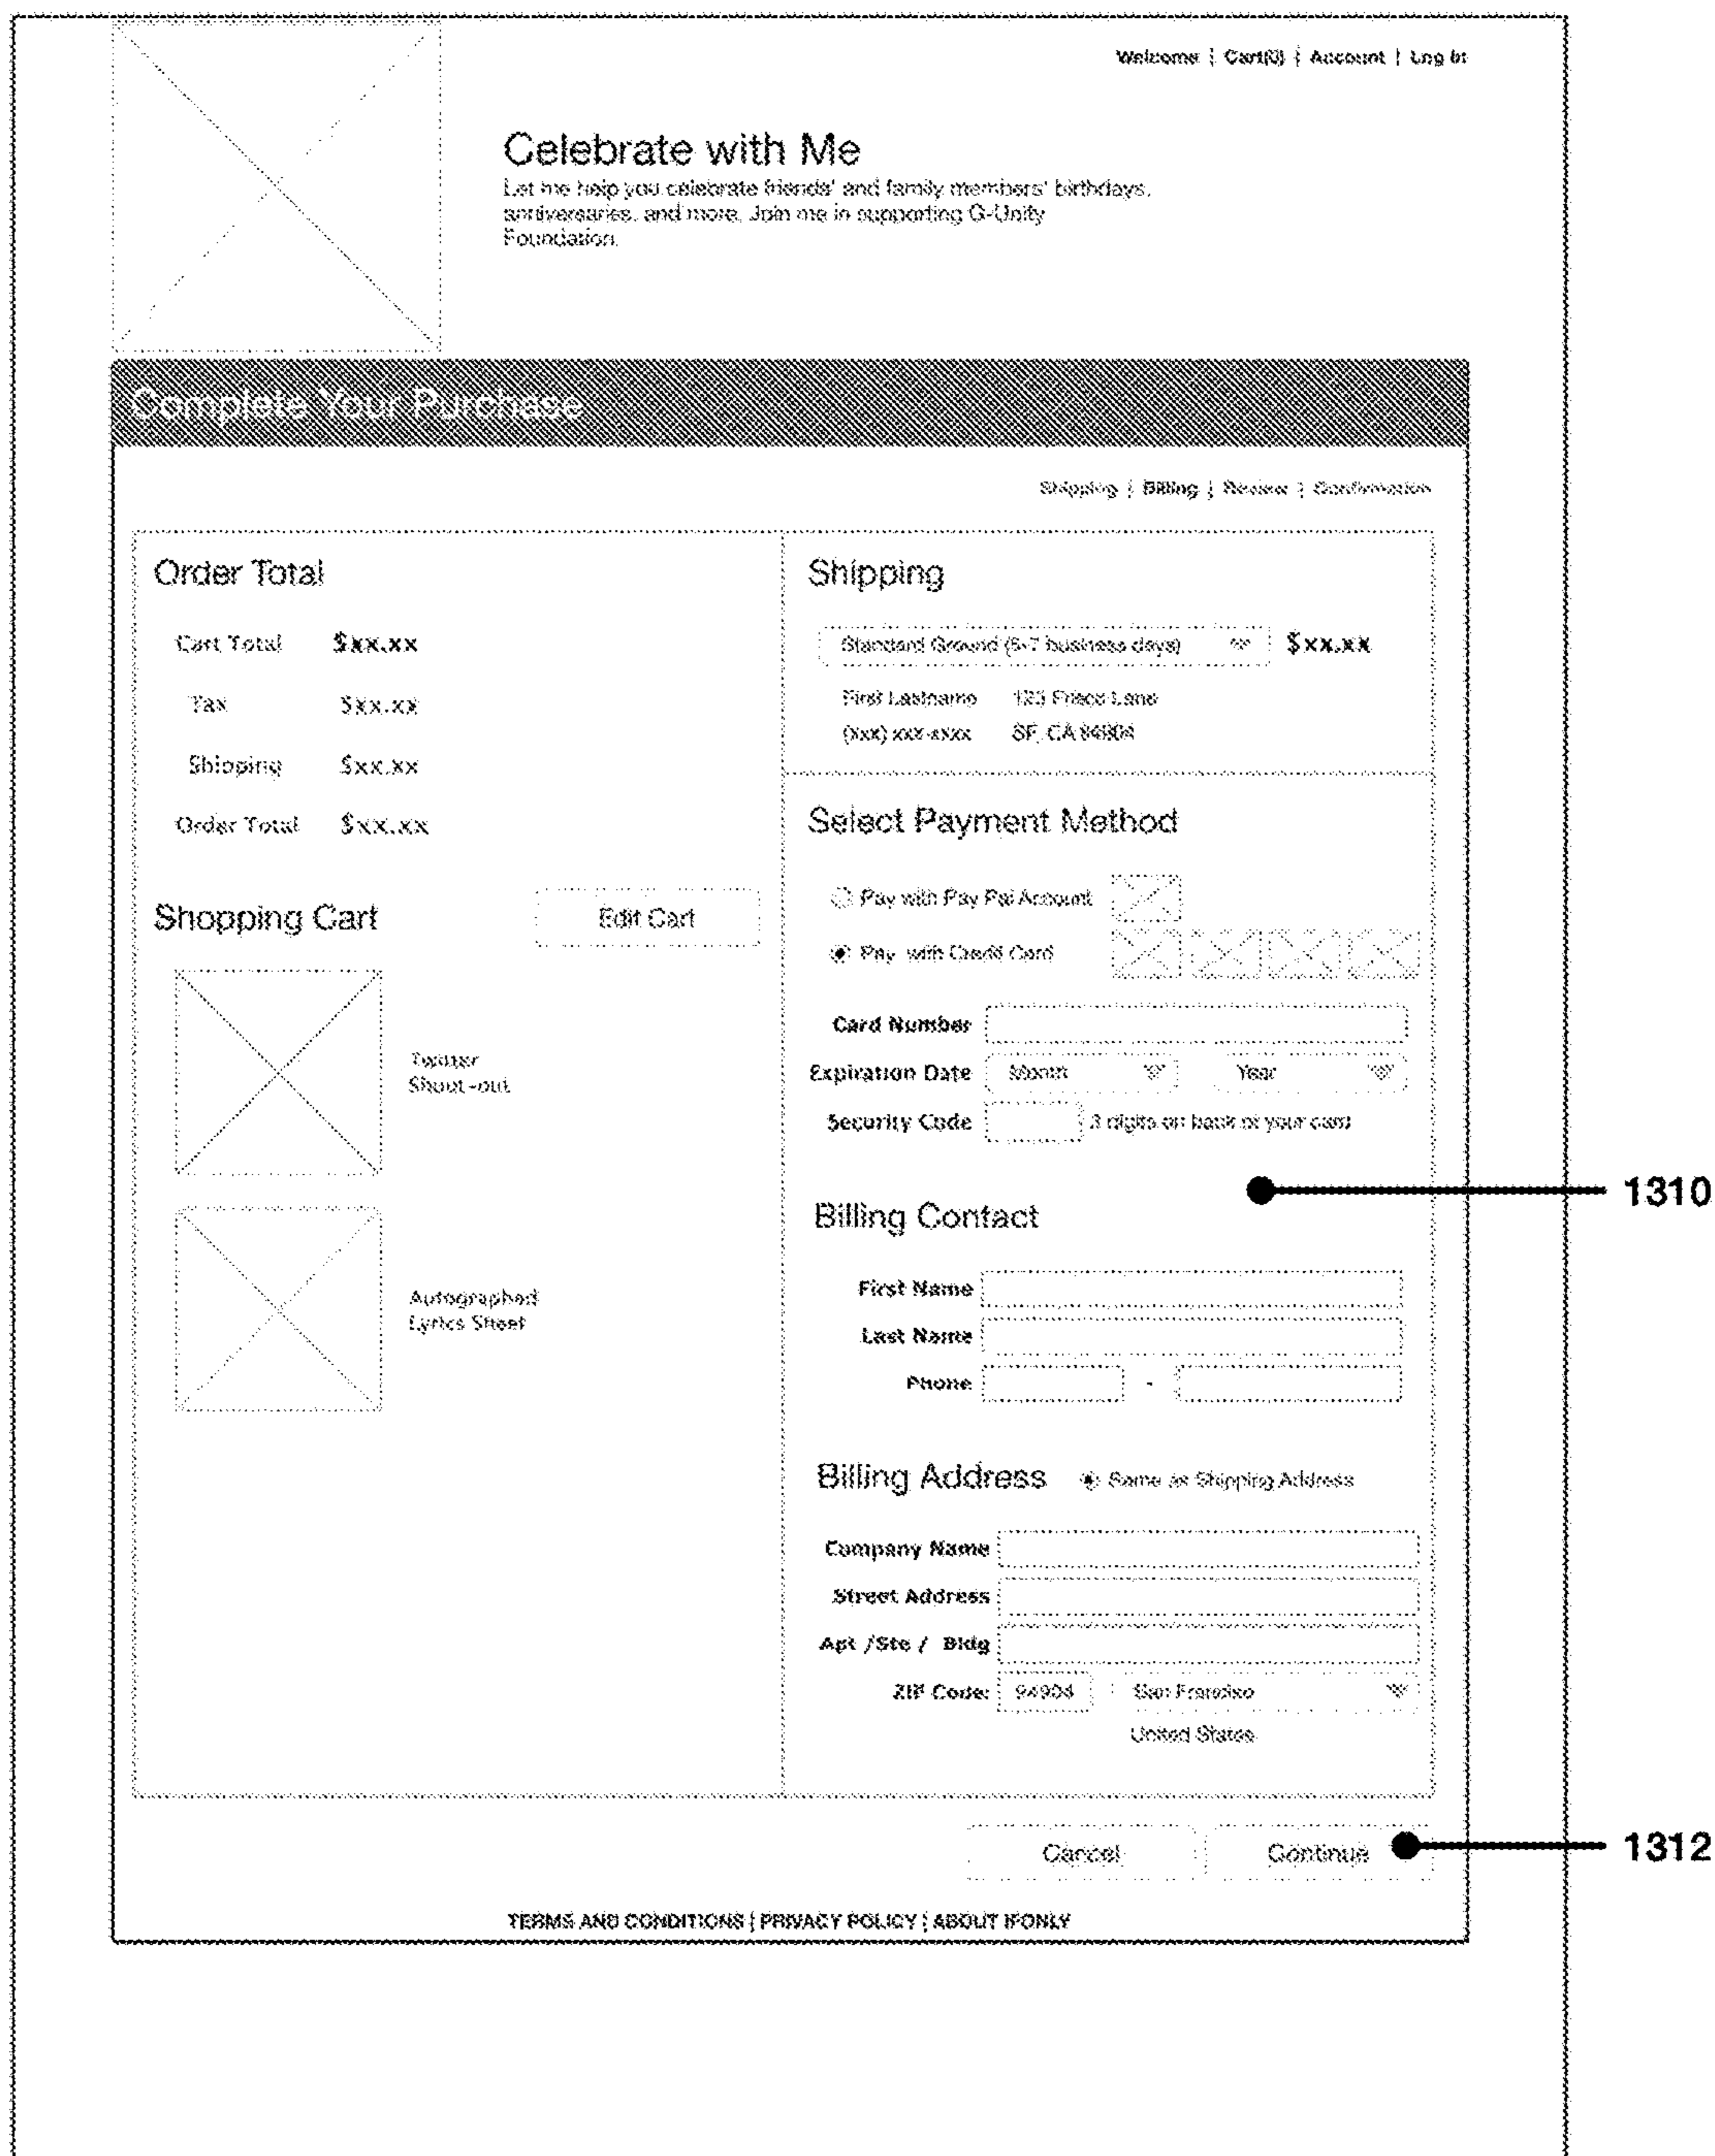 Welcome | Cart(0) | Account | Log In
Celebrate with Me
Let me help you celebrate friends' and family members' birthdays,
anniversaries, and more. Join me in supporting G-Unity
Foundation.
Complete Your Purchase
Shipping | Billing | Review | Confirmation
Order Total
Cart Total $xx.xx
Tax $xx.xx
Shipping $xx.xx
Order Total $xx.xx
Shopping Cart
Edit Cart
Twitter
Shout-out
Autographed
Lyrics Sheet
Shipping
Standard Ground (5-7 business days) $xx.xx
First Lastname 123 Frisco Lane
(xxx) xxx-xxxx SF, CA 94904
Select Payment Method
Pay with Pay Pal Account
Pay with Credit Card
Card Number
Expiration Date Month Year
Security Code 3 digits on back of your card
1310
Billing Contact
First Name
Last Name
Phone -
Billing Address Same as Shipping Address
Company Name
Street Address
Apt /Ste / Bldg
ZIP Code: 94904 San Francisco
United States
Cancel Continue
1312
TERMS AND CONDITIONS | PRIVACY POLICY | ABOUT IFONLY